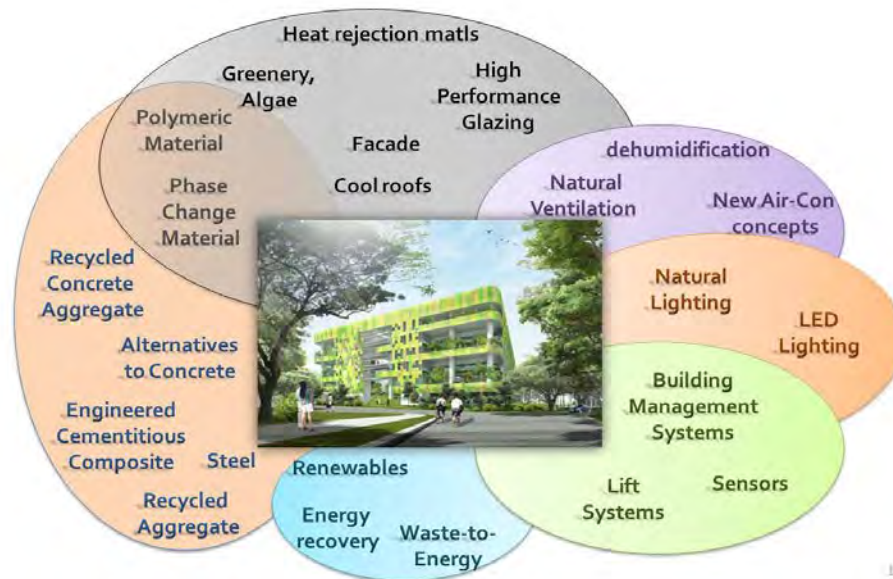 Heat rejection matls
Greenery,
Algae
High
Performance
Glazing
Polymeric
Material
Facade
Phase
Change
Material
Cool roofs
dehumidification
Natural
Ventilation
New Air-Con
concepts
Recycled
Concrete
Aggregate
Natural
Lighting
LED
Lighting
Alternatives
to Concrete
Building
Management
Systems
Engineered
Cementitious
Composite
Steel
Recycled
Aggregate
Renewables
Energy
recovery
Waste-to-
Energy
Lift
Systems
Sensors